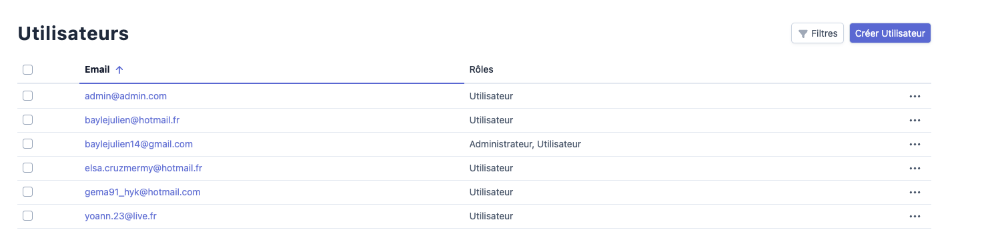 Utilisateurs
Filtres
Créer Utilisateur
Email Rôles
admin@admin.com Utilisateur
baylejulien@hotmail.fr Utilisateur
baylejulien14@gmail.com Administrateur, Utilisateur
elsa.cruzmermy@hotmail.fr Utilisateur
gema91_hyk@hotmail.com Utilisateur
yoann.23@live.fr Utilisateur